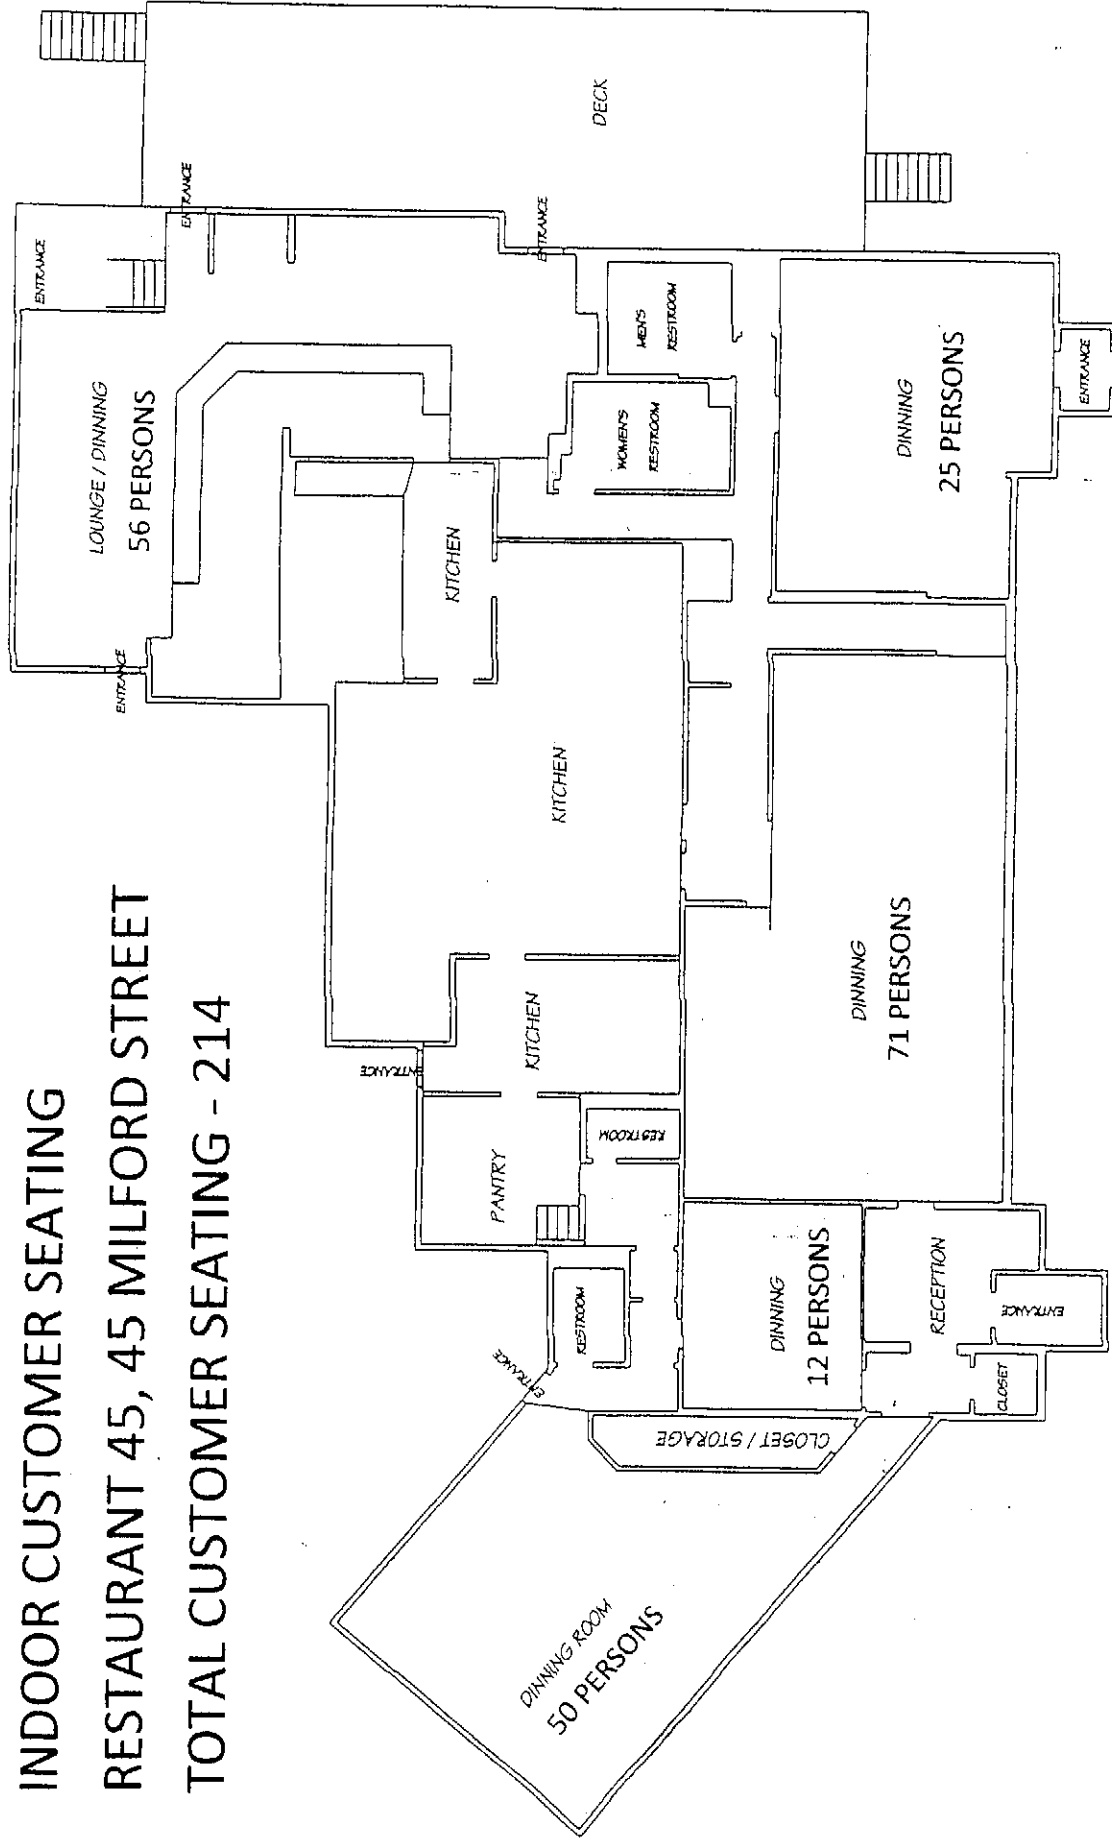 INDOOR CUSTOMER SEATING
RESTAURANT 45, 45 MILFORD STREET
TOTAL CUSTOMER SEATING - 214
ENTRANCE
LOUNGE / DINNING
56 PERSONS
ENTRANCE
ENTRANCE
DECK
ENTRANCE
KITCHEN
MEN'S
RESTROOM
WOMEN'S
RESTROOM
DINNING
25 PERSONS
ENTRANCE
KITCHEN
KITCHEN
ENTRANCE
PANTRY
RESTROOM
DINNING
71 PERSONS
RESTROOM
ENTRANCE
DINNING
12 PERSONS
RECEPTION
ENTRANCE
CLOSET
CLOSET / STORAGE
DINNING ROOM
50 PERSONS